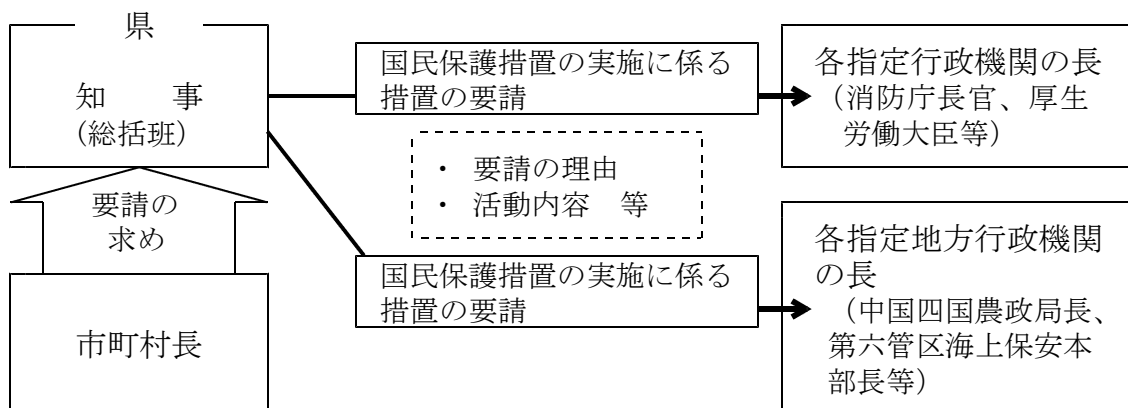 県
知　事
(総括班)
要請の
求め
市町村長
国民保護措置の実施に係る
措置の要請
・ 要請の理由
・ 活動内容　等
国民保護措置の実施に係る
措置の要請
各指定行政機関の長
（消防庁長官、厚生
労働大臣等）
各指定地方行政機関
の長
（中国四国農政局長、
第六管区海上保安本
部長等）